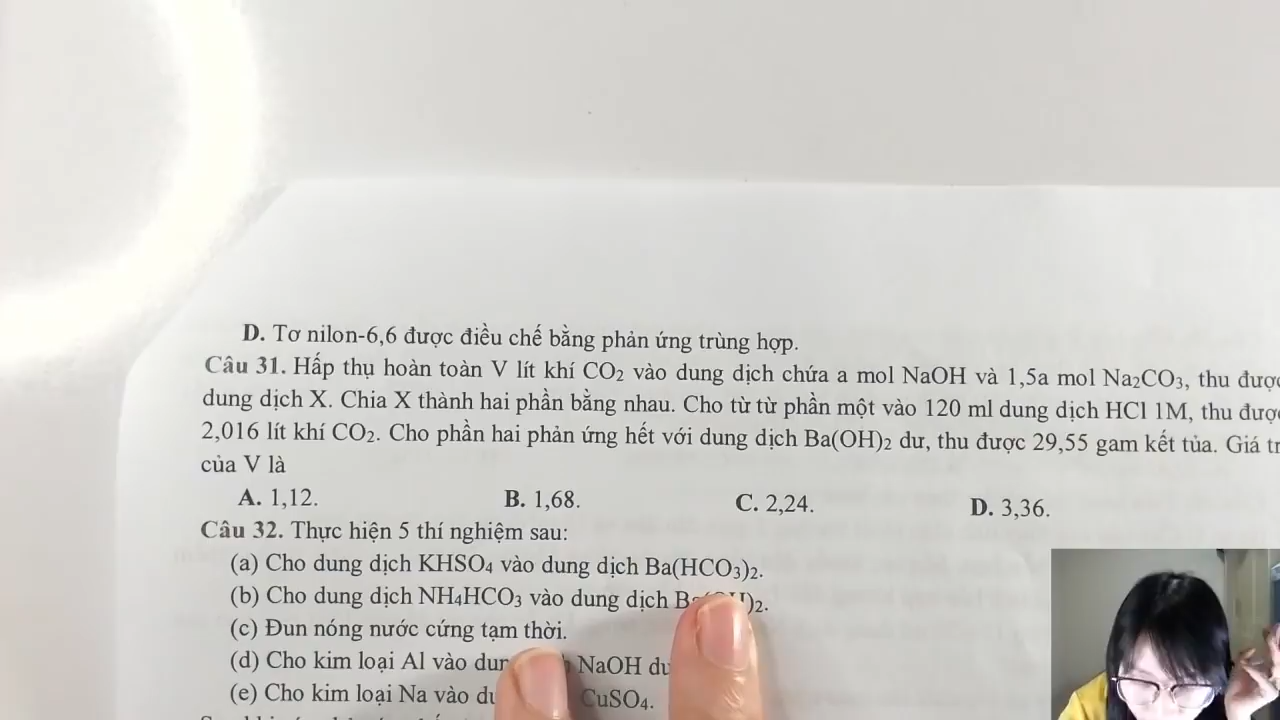 D. Tơ nilon-6,6 được điều chế bằng phản ứng trùng hợp.
Câu 31. Hấp thụ hoàn toàn V lít khí CO₂ vào dung dịch chứa a mol NaOH và 1,5a mol Na₂CO₃, thu được
dung dịch X. Chia X thành hai phần bằng nhau. Cho từ từ phần một vào 120 ml dung dịch HCl 1M, thu được
2,016 lít khí CO₂. Cho phần hai phản ứng hết với dung dịch Ba(OH)₂ dư, thu được 29,55 gam kết tủa. Giá
của V là
A. 1,12. B. 1,68. C. 2,24. D. 3,36.
Câu 32. Thực hiện 5 thí nghiệm sau:
(a) Cho dung dịch KHSO₄ vào dung dịch Ba(HCO₃)₂.
(b) Cho dung dịch NH₄HCO₃ vào dung dịch
(c) Đun nóng nước cứng tạm thời.
(d) Cho kim loại Al vào NaOH
(e) Cho kim loại Na vào CuSO₄.